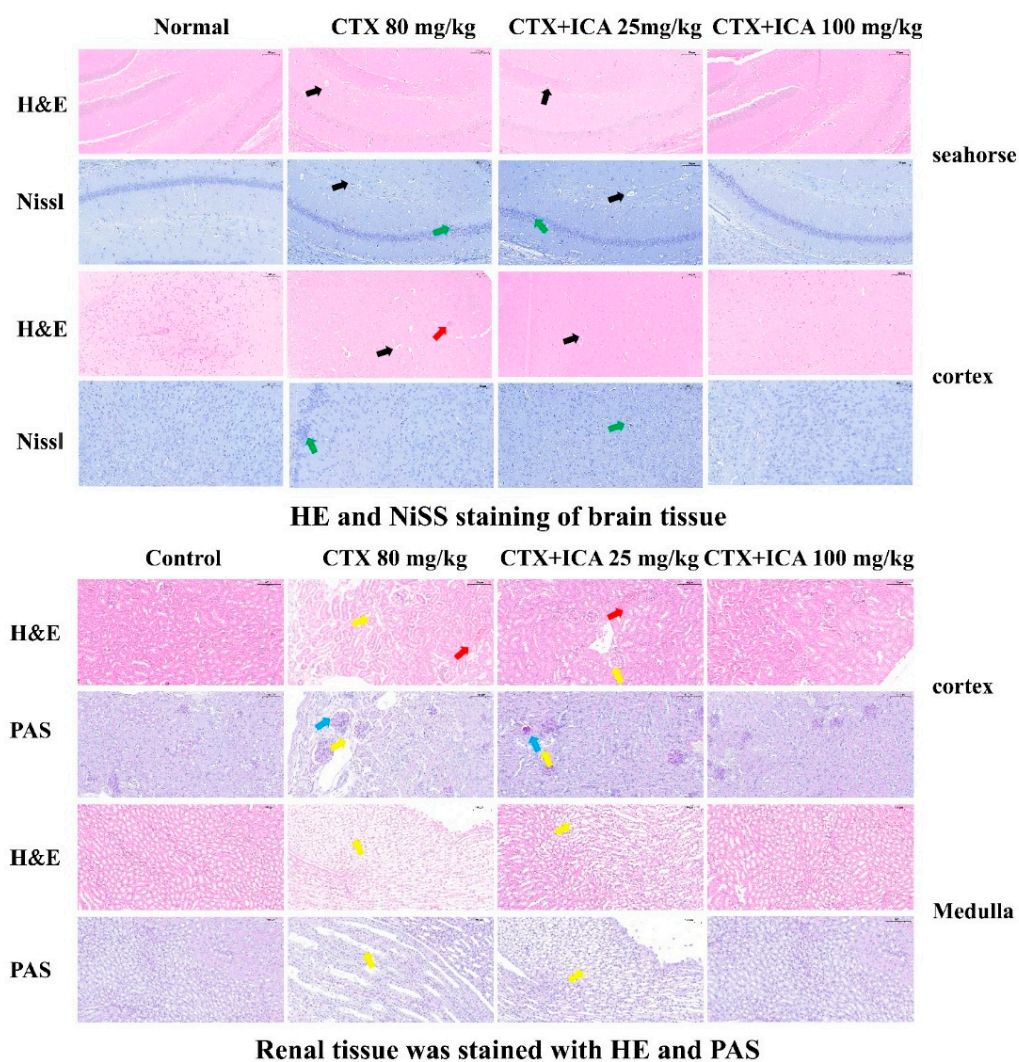 Normal CTX 80 mg/kg CTX+ICA 25mg/kg CTX+ICA 100 mg/kg
H&E
seahorse
Nissl
H&E
cortex
Nissl
HE and NiSS staining of brain tissue
Control CTX 80 mg/kg CTX+ICA 25 mg/kg CTX+ICA 100 mg/kg
H&E
cortex
PAS
H&E
Medulla
PAS
Renal tissue was stained with HE and PAS